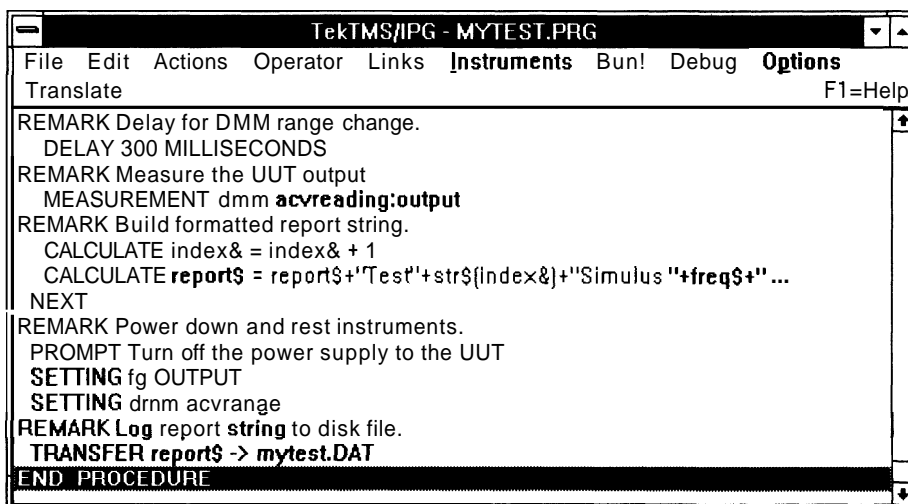 TekTMS/IPG - MYTEST.PRG
File Edit Actions Operator Links Instruments Bun! Debug Options
Translate F1=Help
REMARK Delay for DMM range change.
DELAY 300 MILLISECONDS
REMARK Measure the UUT output
MEASUREMENT dmm acvreading:output
REMARK Build formatted report string.
CALCULATE index& = index& + 1
CALCULATE report$ = report$+"Test"+str$(index&)+"Simulus "+freq$+" ...
NEXT
REMARK Power down and rest instruments.
PROMPT Turn off the power supply to the UUT
SETTING fg OUTPUT
SETTING drnm acvrange
REMARK Log report string to disk file.
TRANSFER report$ -> mytest.DAT
END PROCEDURE